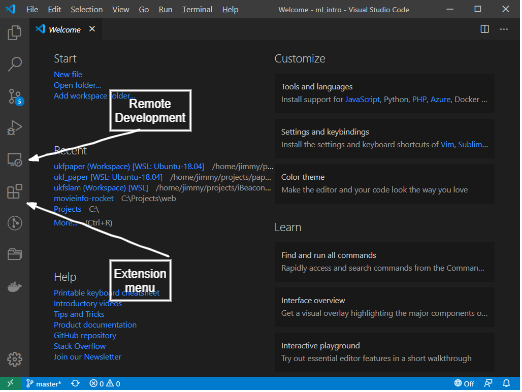 File Edit Selection View Go Run Terminal Help Welcome - ml_intro - Visual Studio Code
Welcome
Start
New file
Open folder...
Add workspace folder...
Remote
Development
Recent
ukfpaper (Workspace) [WSL: Ubuntu-18.04] /home/jimmy/p...
ukf_paper [WSL: Ubuntu-18.04] /home/jimmy/projects/pap...
ukfslam (Workspace) [WSL] /home/jimmy/projects/iBeacon...
movieinfo-rocket C:\Projects\web
Projects C:\
More... (Ctrl+R)
Extension
menu
Help
Printable keyboard cheatsheet
Introductory videos
Tips and Tricks
Product documentation
GitHub repository
Stack Overflow
Join our Newsletter
Customize
Tools and languages
Install support for JavaScript, Python, PHP, Azure, Docker ...
Settings and keybindings
Install the settings and keyboard shortcuts of Vim, Sublim...
Color theme
Make the editor and your code look the way you love
Learn
Find and run all commands
Rapidly access and search commands from the Comman...
Interface overview
Get a visual overlay highlighting the major components o...
Interactive playground
Try out essential editor features in a short walkthrough
5
master* 0 0 Off